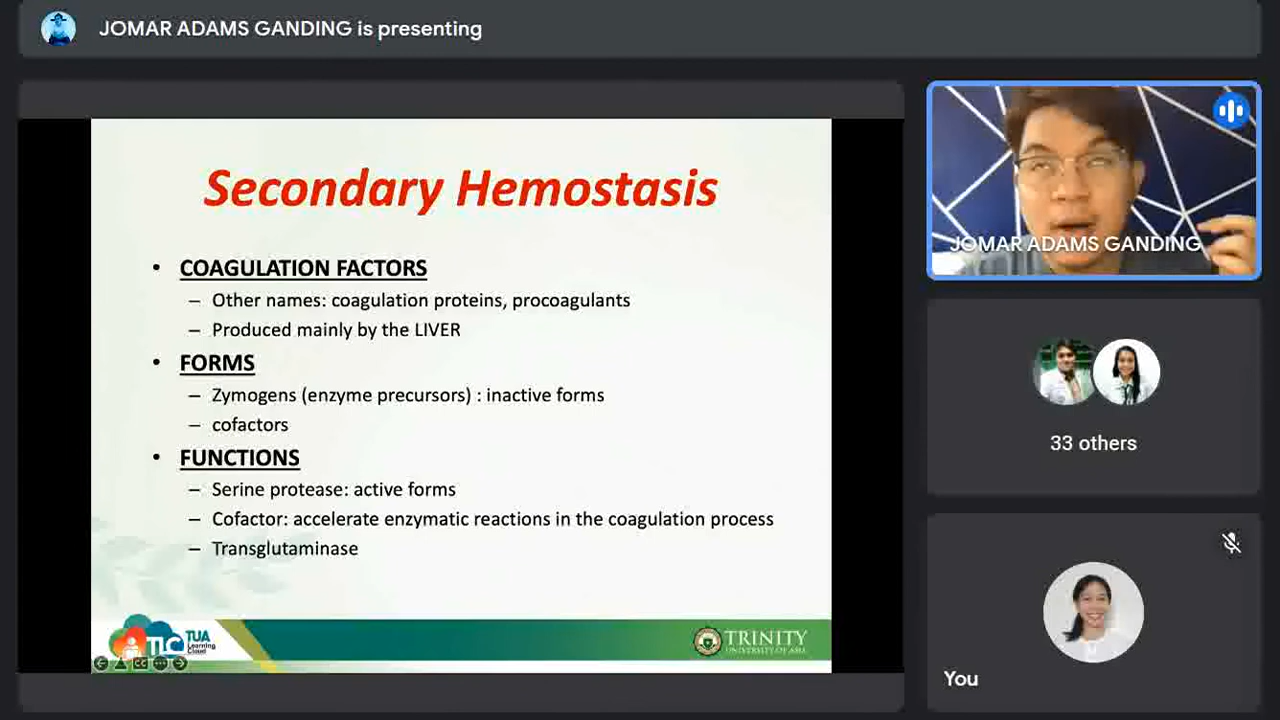 JOMAR ADAMS GANDING is presenting
Secondary Hemostasis
• COAGULATION FACTORS
– Other names: coagulation proteins, procoagulants
– Produced mainly by the LIVER
• FORMS
– Zymogens (enzyme precursors) : inactive forms
– cofactors
• FUNCTIONS
– Serine protease: active forms
– Cofactor: accelerate enzymatic reactions in the coagulation process
– Transglutaminase
TLC TUA
Learning
Cloud
TRINITY
UNIVERSITY OF ASIA
JOMAR ADAMS GANDING
33 others
You